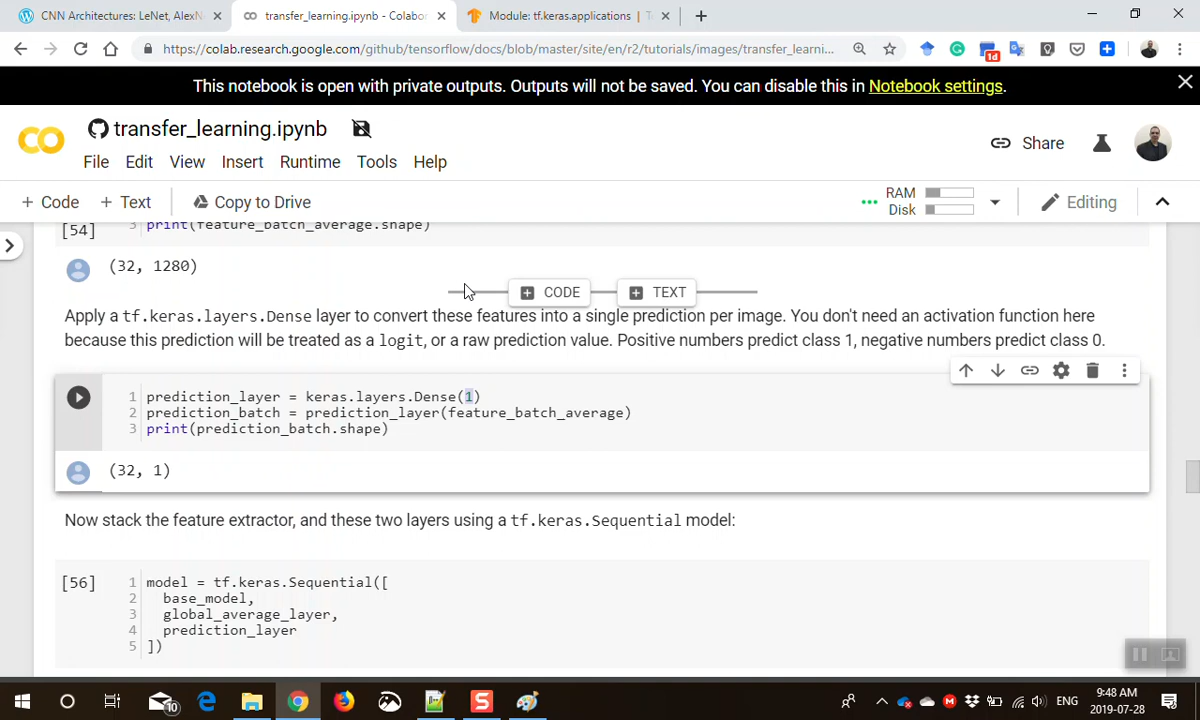 CNN Architectures: LeNet, AlexN
transfer_learning.ipynb - Colabor
Module: tf.keras.applications | T
https://colab.research.google.com/github/tensorflow/docs/blob/master/site/en/r2/tutorials/images/transfer_learni...
1d
This notebook is open with private outputs. Outputs will not be saved. You can disable this in Notebook settings.
transfer_learning.ipynb
Share
File Edit View Insert Runtime Tools Help
+ Code + Text Copy to Drive
RAM
Disk
Editing
[54] 3 print(feature_batch_average.shape)
(32, 1280)
CODE TEXT
Apply a tf.keras.layers.Dense layer to convert these features into a single prediction per image. You don't need an activation function here
because this prediction will be treated as a logit, or a raw prediction value. Positive numbers predict class 1, negative numbers predict class 0.
1 prediction_layer = keras.layers.Dense(1)
2 prediction_batch = prediction_layer(feature_batch_average)
3 print(prediction_batch.shape)
(32, 1)
Now stack the feature extractor, and these two layers using a tf.keras.Sequential model:
[56] 1 model = tf.keras.Sequential([
2 base_model,
3 global_average_layer,
4 prediction_layer
5 ])
10
ENG
9:48 AM
2019-07-28